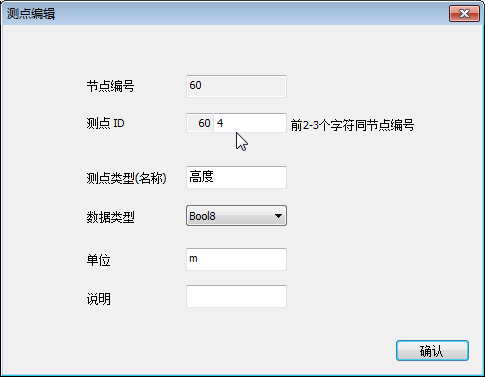 测点编辑
节点编号 60
测点 ID 60 4 前2-3个字符同节点编号
测点类型(名称) 高度
数据类型 Bool8
单位 m
说明
确认